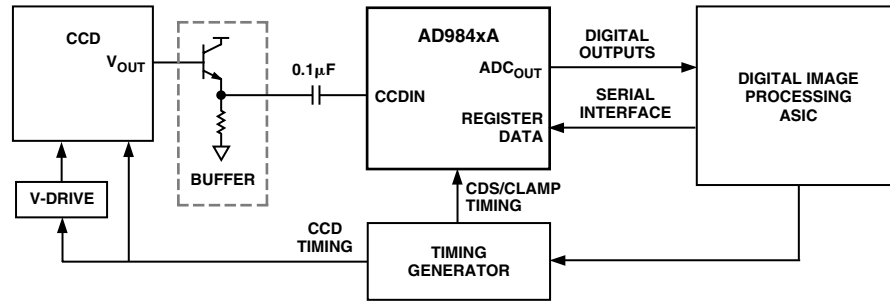 CCD
VOUT
BUFFER
0.1μF
AD984xA
CCDIN
ADCOUT
REGISTER
DATA
DIGITAL
OUTPUTS
SERIAL
INTERFACE
DIGITAL IMAGE
PROCESSING
ASIC
V-DRIVE
CCD
TIMING
CDS/CLAMP
TIMING
TIMING
GENERATOR